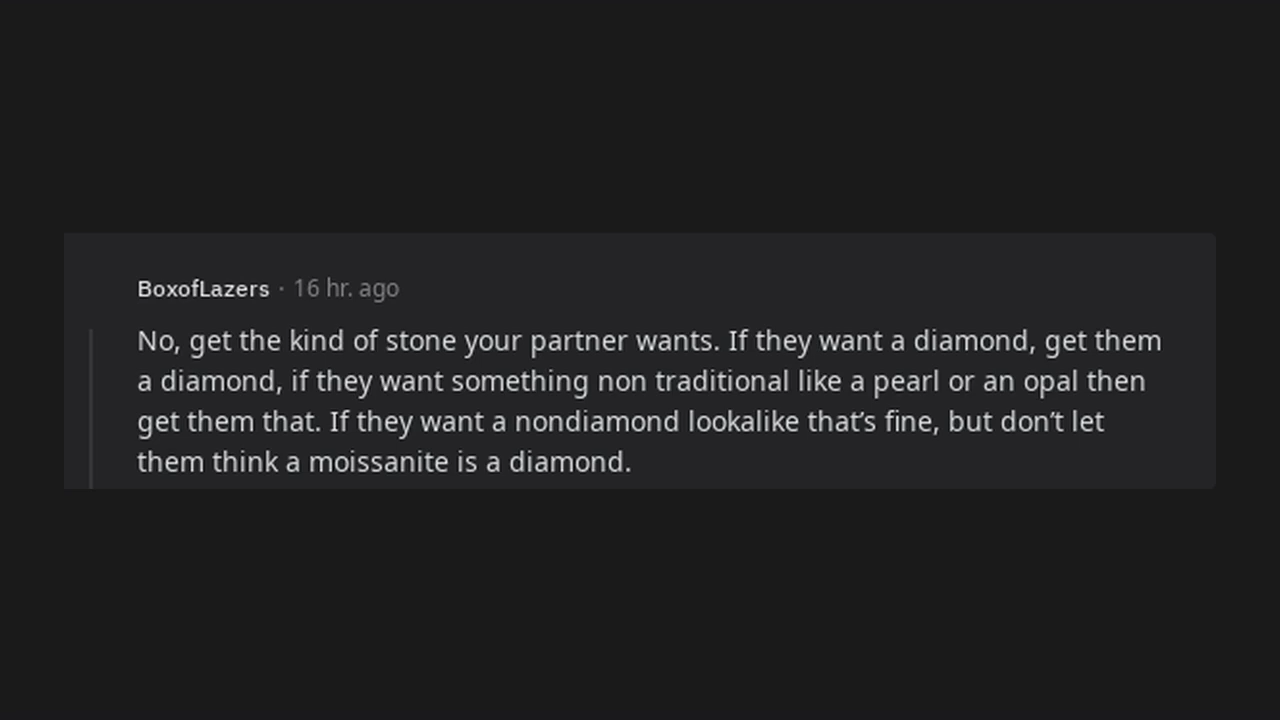 BoxofLazers · 16 hr. ago
No, get the kind of stone your partner wants. If they want a diamond, get them
a diamond, if they want something non traditional like a pearl or an opal then
get them that. If they want a nondiamond lookalike that’s fine, but don’t let
them think a moissanite is a diamond.